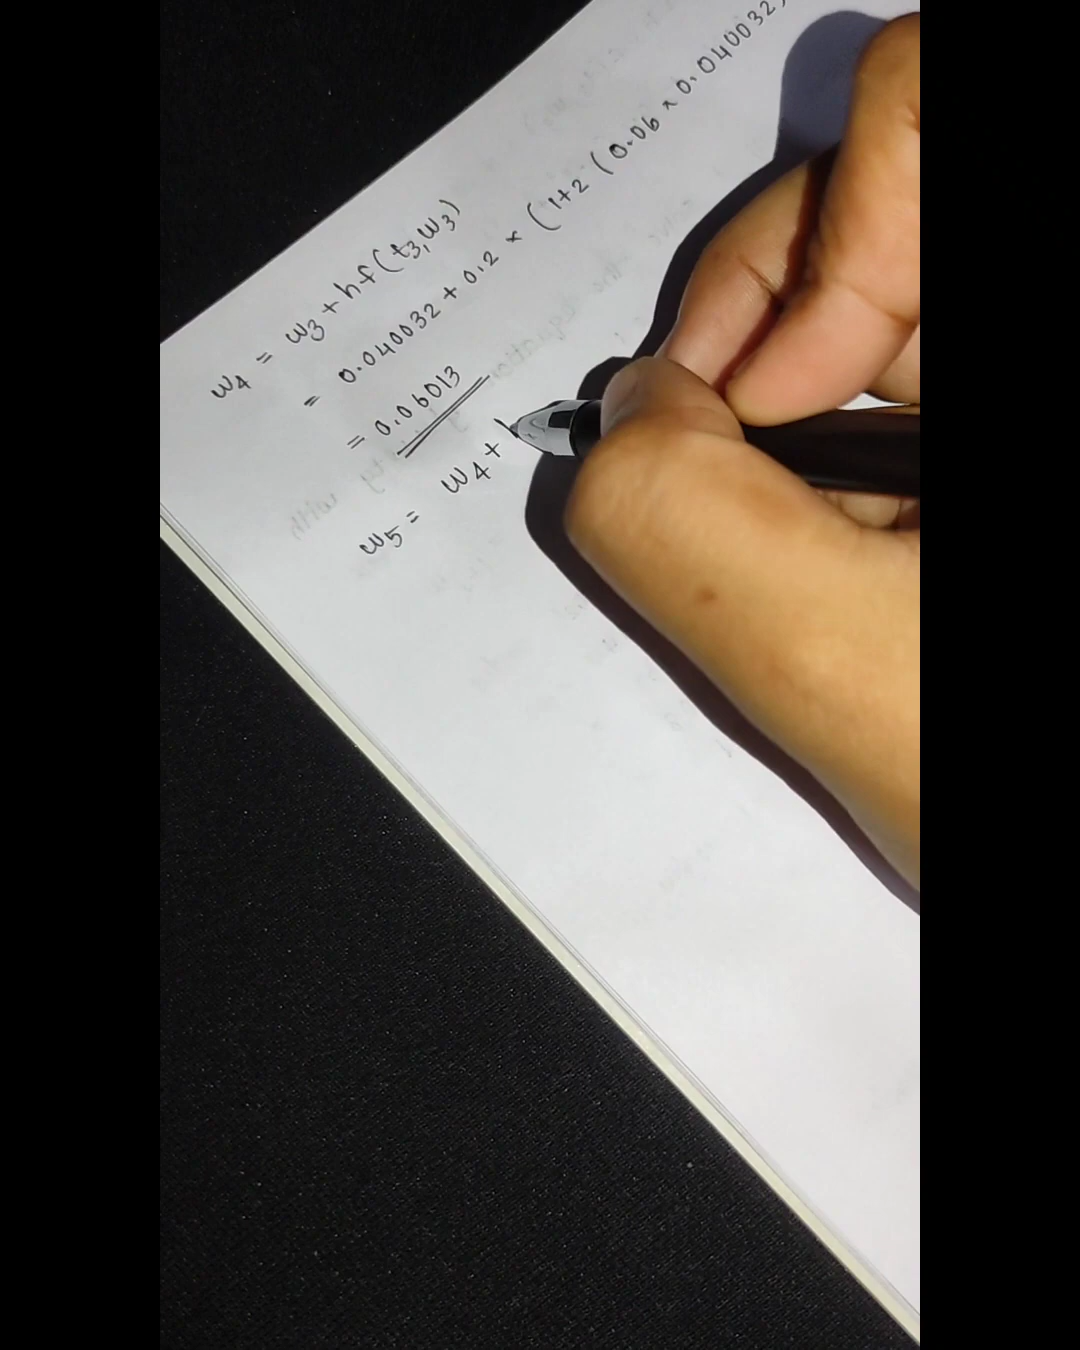 w4 = w3 + hf(t3, w3)
= 0.040032 + 0.2 × (1+2 (0.06 × 0.040032)
= 0.06013
w5 = w4 +